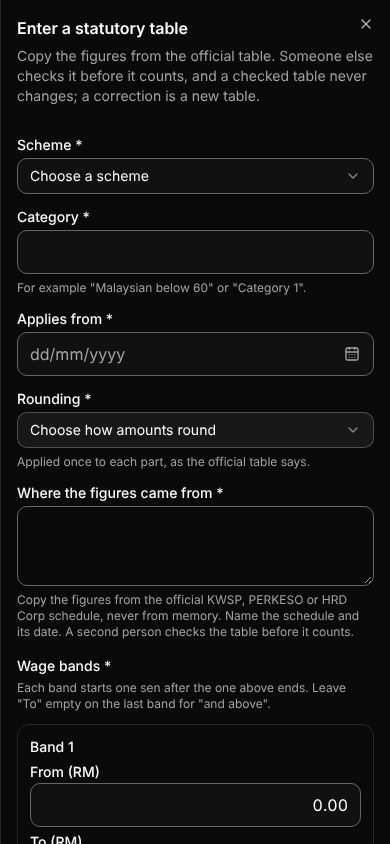 Enter a statutory table
Copy the figures from the official table. Someone else
checks it before it counts, and a checked table never
changes; a correction is a new table.
Scheme *
Choose a scheme
Category *
For example "Malaysian below 60" or "Category 1".
Applies from *
dd/mm/yyyy
Rounding *
Choose how amounts round
Applied once to each part, as the official table says.
Where the figures came from *
Copy the figures from the official KWSP, PERKESO or HRD
Corp schedule, never from memory. Name the schedule and
its date. A second person checks the table before it counts.
Wage bands *
Each band starts one sen after the one above ends. Leave
"To" empty on the last band for "and above".
Band 1
From (RM)
0.00
To (RM)